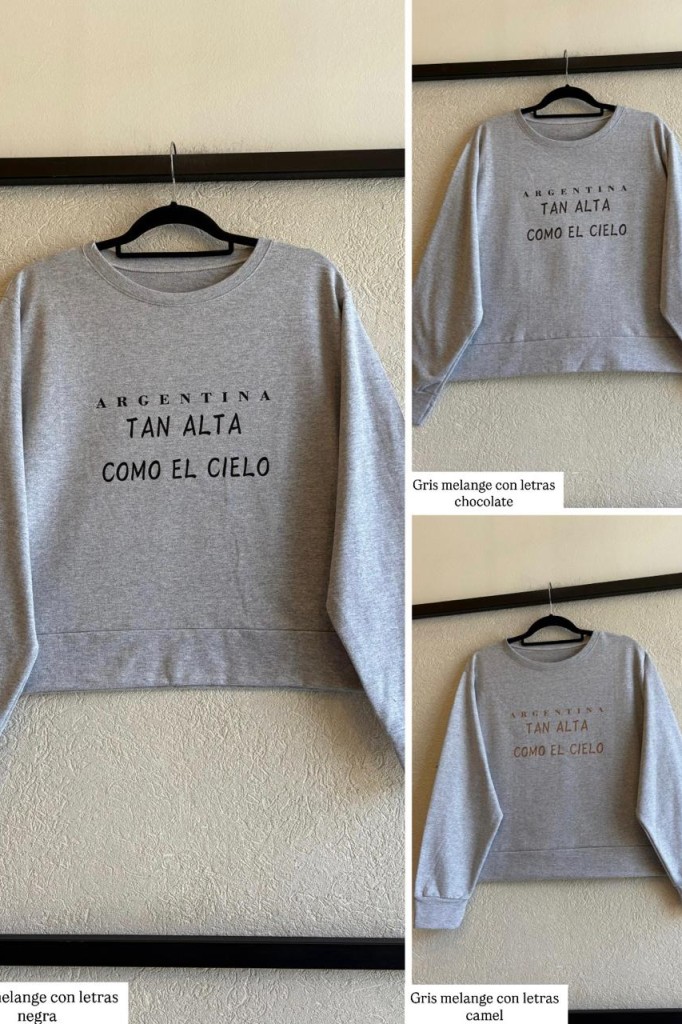 ARGENTINA
TAN ALTA
COMO EL CIELO
melange con letras
negra
ARGENTINA
TAN ALTA
COMO EL CIELO
Gris melange con letras
chocolate
ARGENTINA
TAN ALTA
COMO EL CIELO
Gris melange con letras
camel